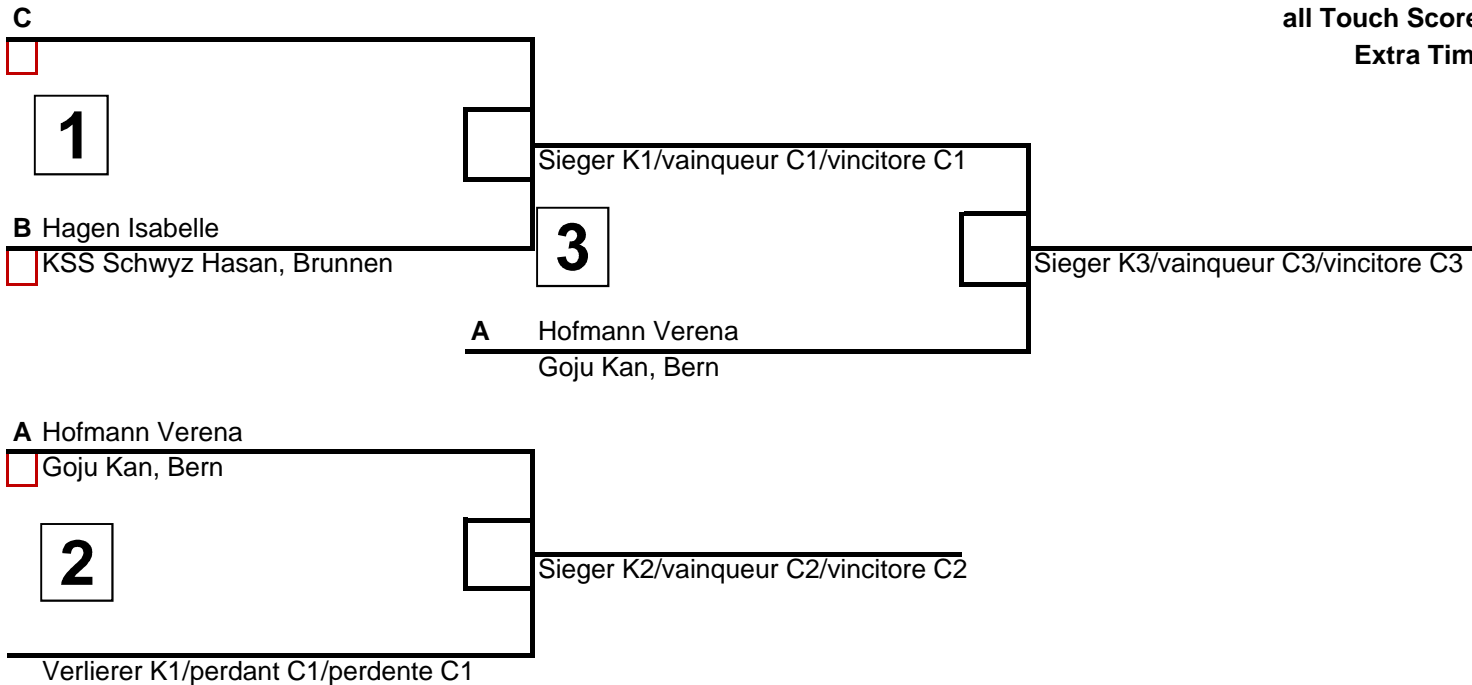 C
all Touch Score
Extra Tim
1
Sieger K1/vainqueur C1/vincitore C1
B Hagen Isabelle
KSS Schwyz Hasan, Brunnen
3
Sieger K3/vainqueur C3/vincitore C3
A Hofmann Verena
Goju Kan, Bern
A Hofmann Verena
Goju Kan, Bern
2
Sieger K2/vainqueur C2/vincitore C2
Verlierer K1/perdant C1/perdente C1